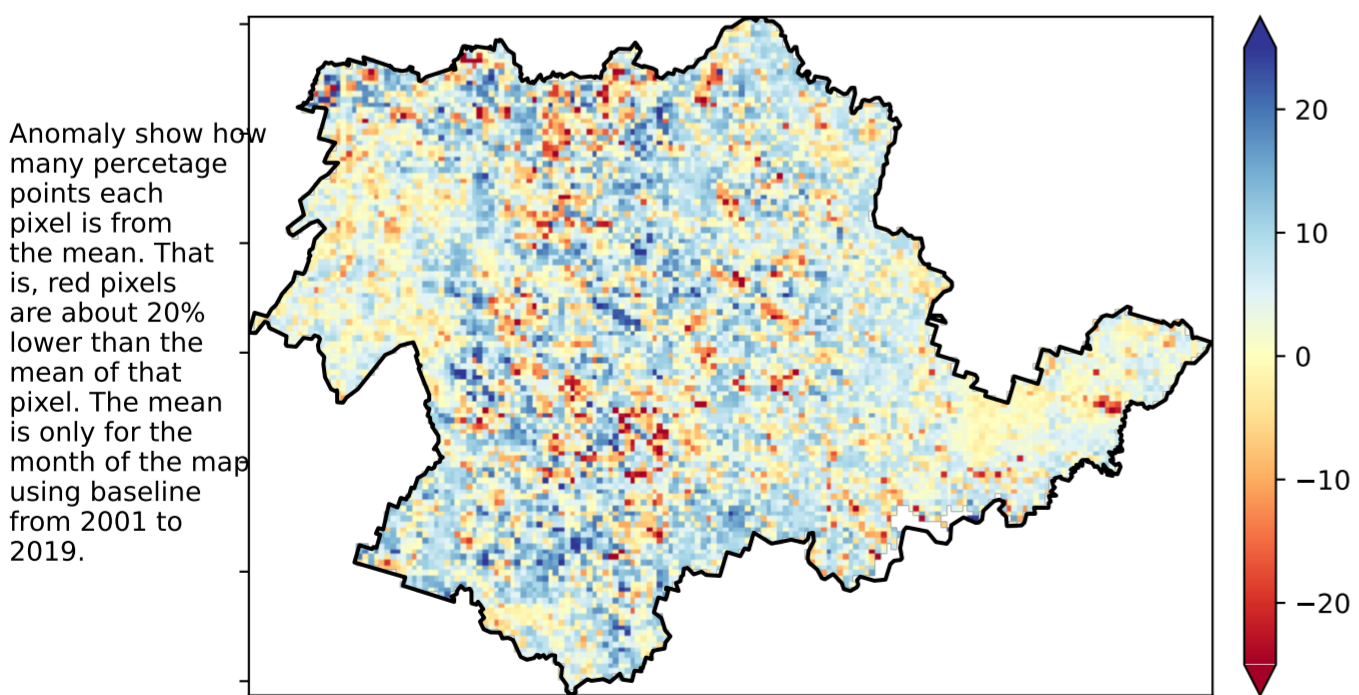 Anomaly show how
many percetage
points each
pixel is from
the mean. That
is, red pixels
are about 20%
lower than the
mean of that
pixel. The mean
is only for the
month of the map
using baseline
from 2001 to
2019.
20
10
0
−10
−20